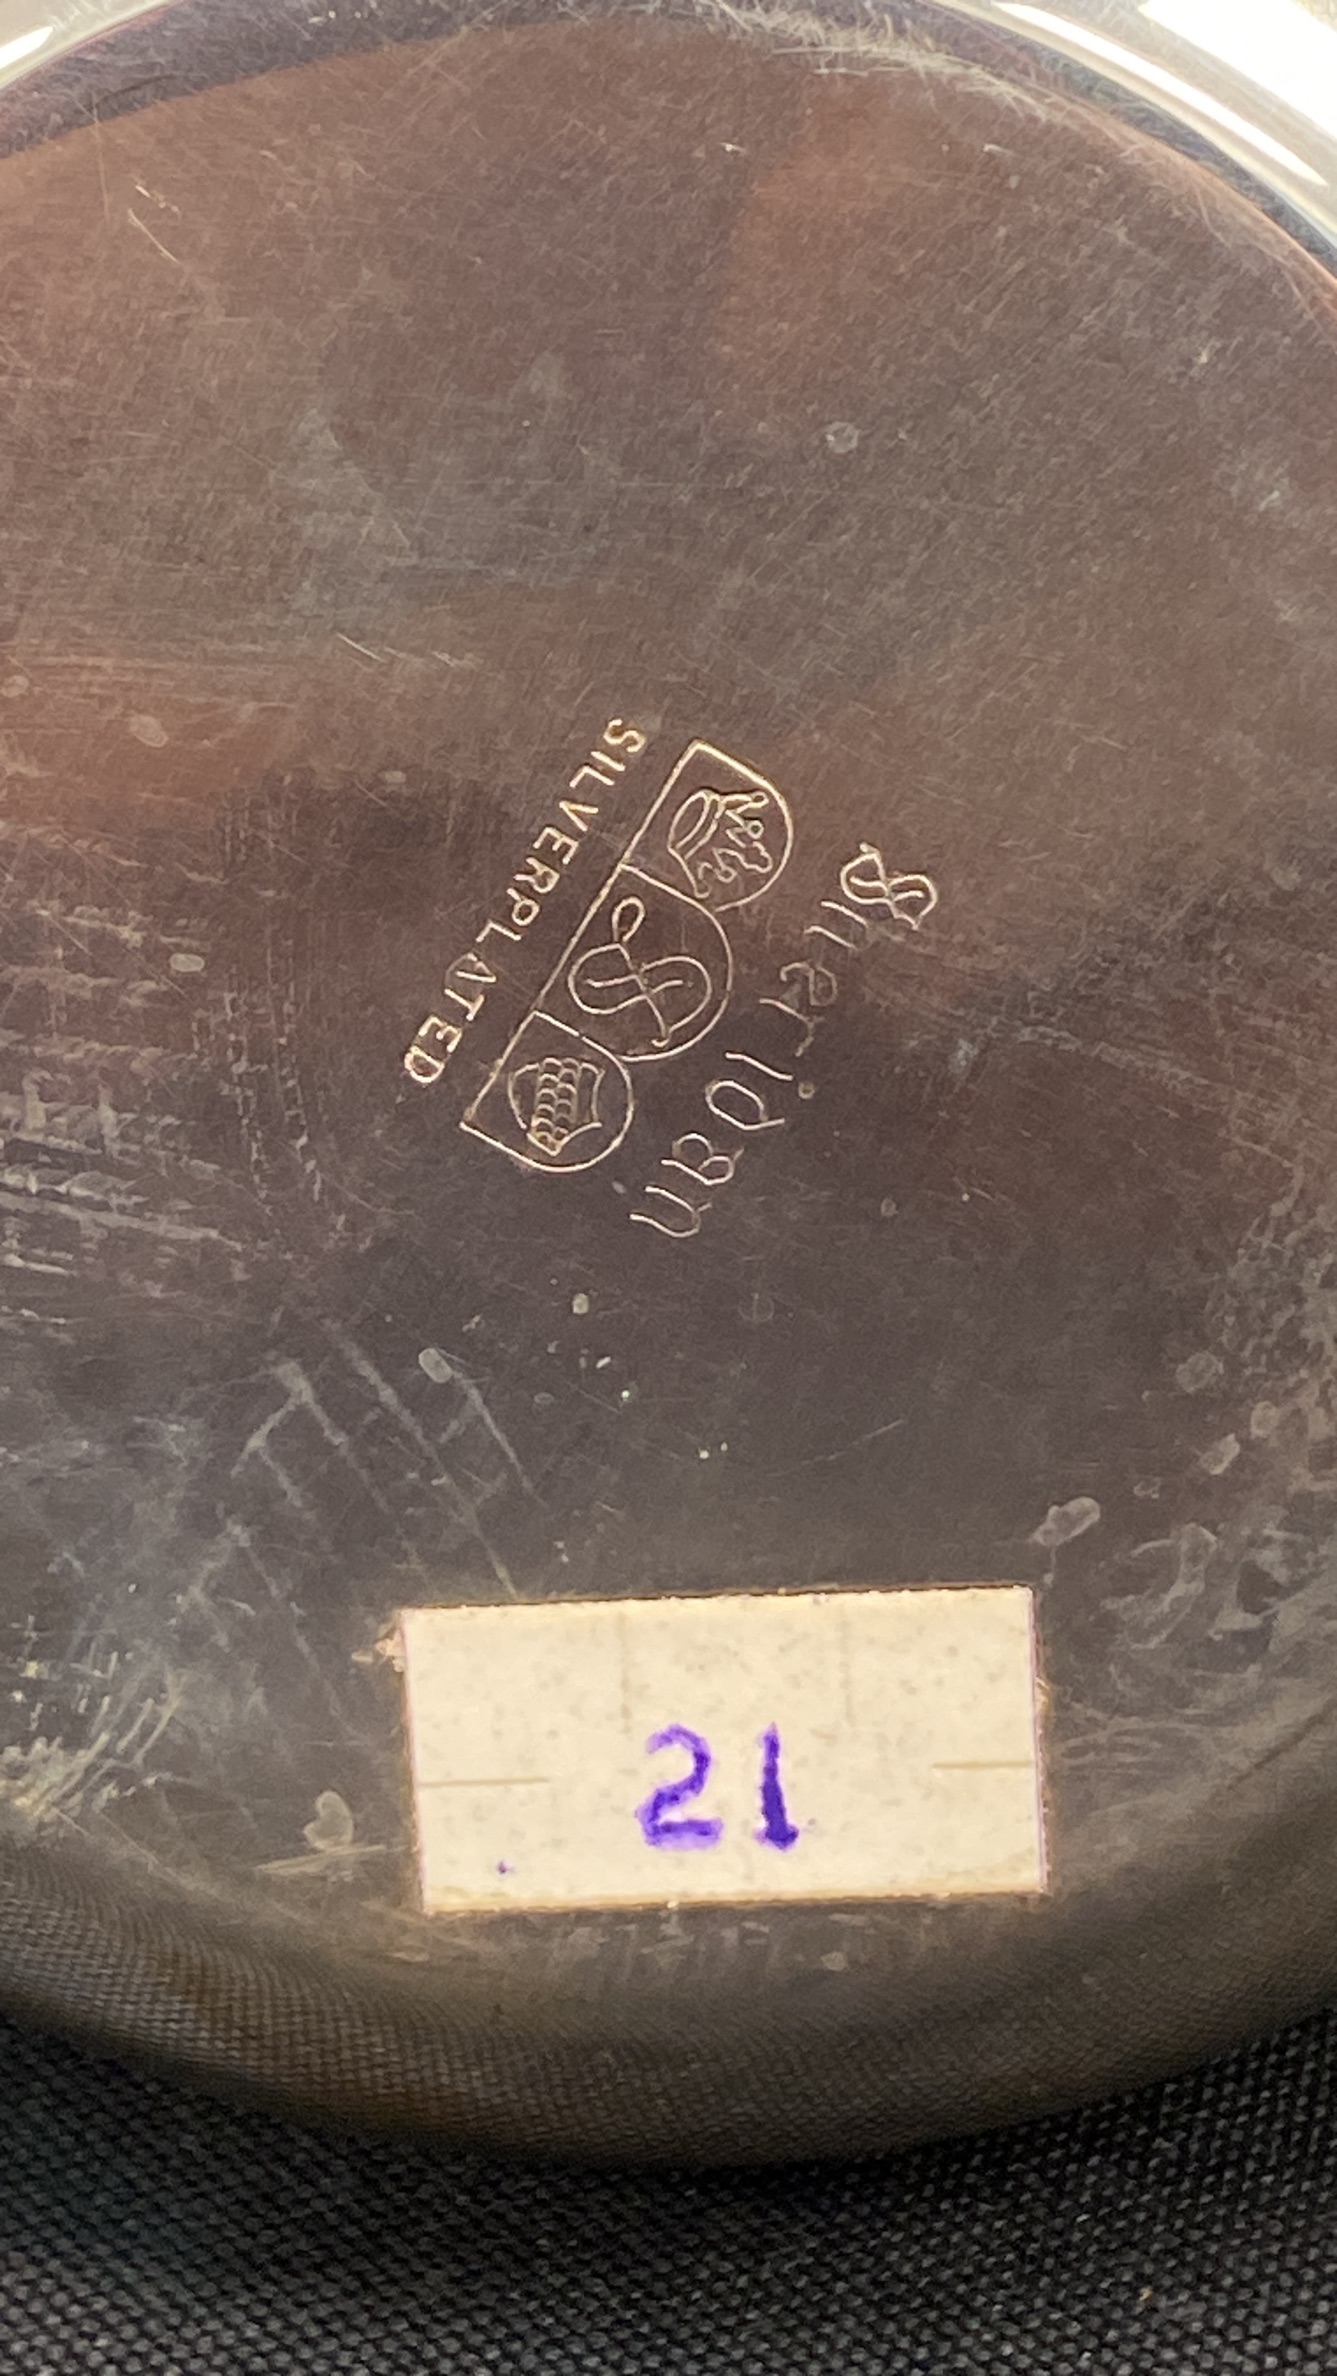 Sheridan
S
SILVERPLATED
21